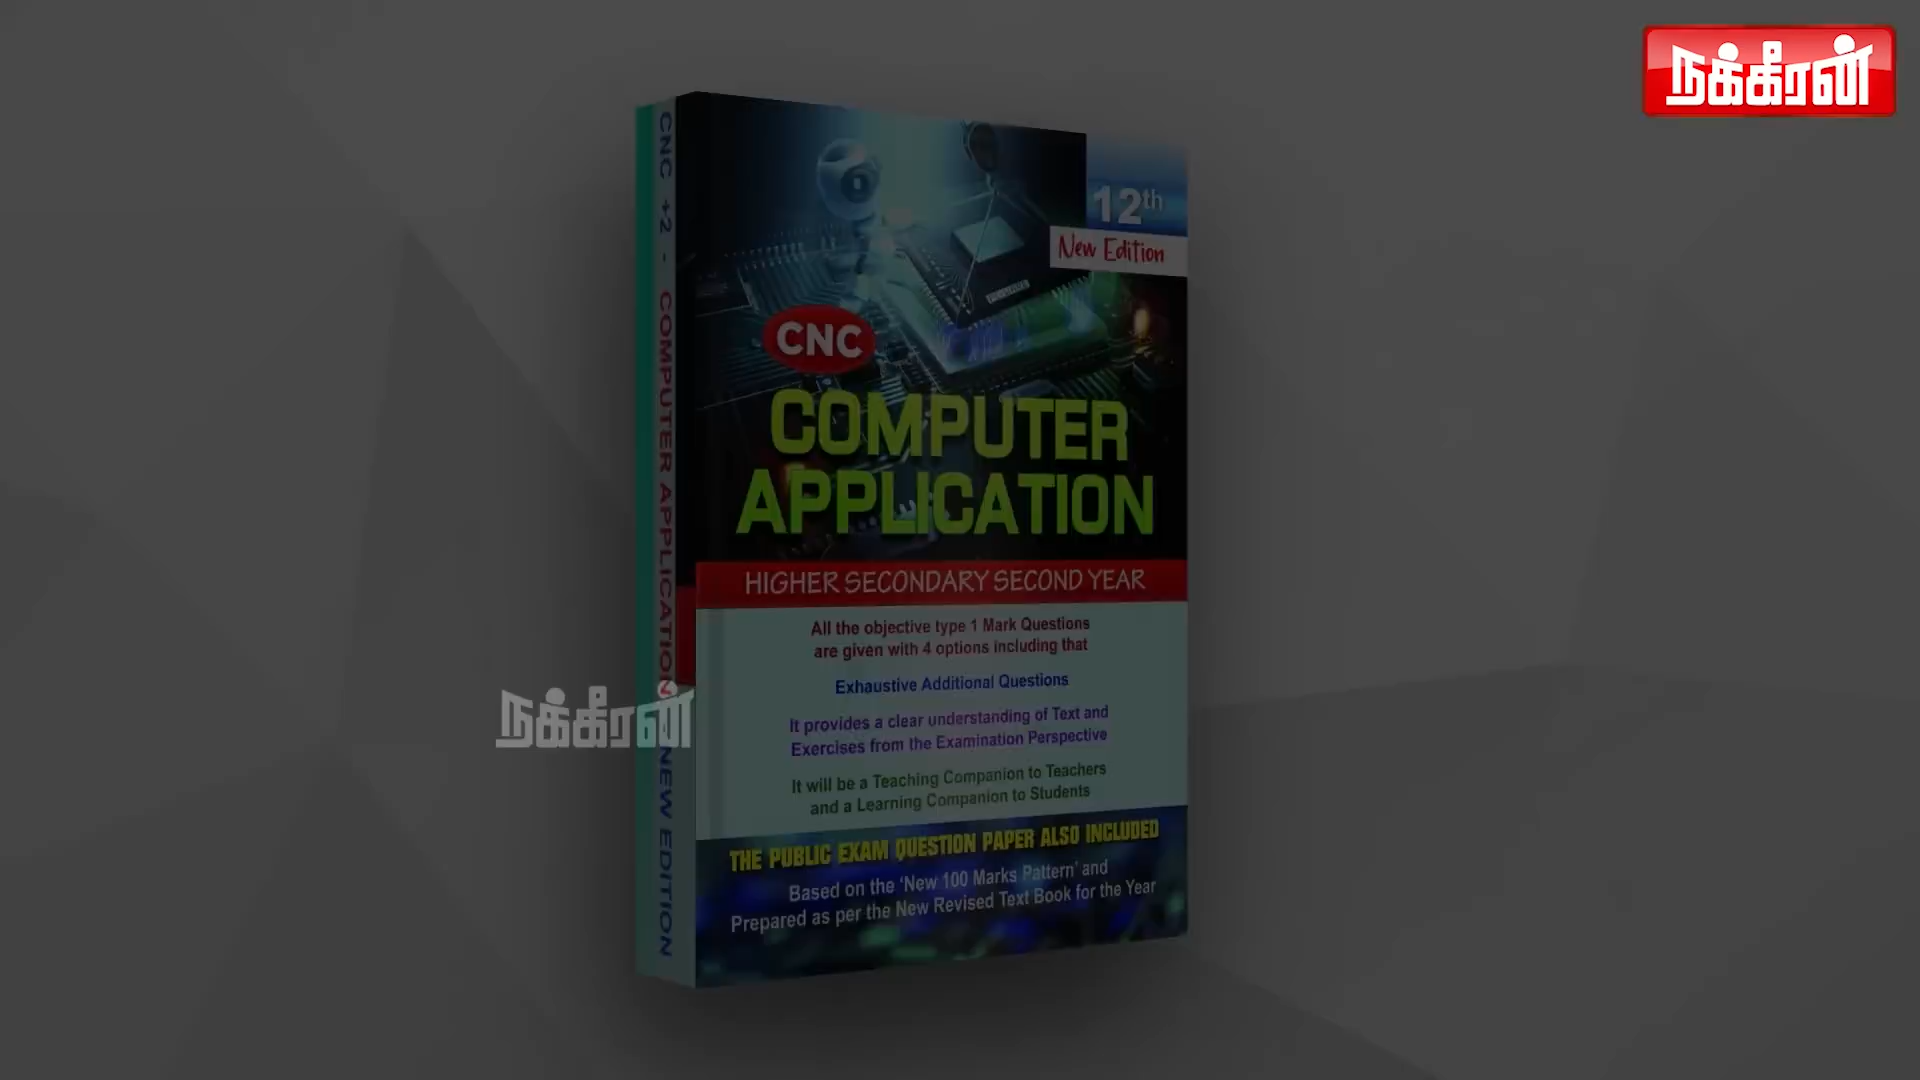 நக்கீரன்
12th
New Edition
CNC
COMPUTER
APPLICATION
HIGHER SECONDARY SECOND YEAR
All the objective type 1 Mark Questions
are given with 4 options including that
Exhaustive Additional Questions
It provides a clear understanding of Text and
Exercises from the Examination Perspective
It will be a Teaching Companion to Teachers
and a Learning Companion to Students
THE PUBLIC EXAM QUESTION PAPER ALSO INCLUDED
Based on the ‘New 100 Marks Pattern’ and
Prepared as per the New Revised Text Book for the Year
CNC +2 - COMPUTER APPLICATION NEW EDITION
நக்கீரன்